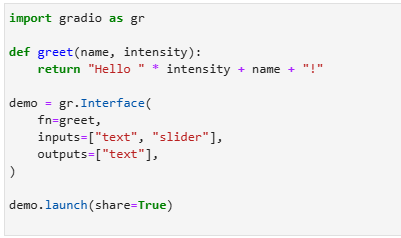 import gradio as gr
def greet(name, intensity):
    return "Hello " * intensity + name + "!"
demo = gr.Interface(
    fn=greet,
    inputs=["text", "slider"],
    outputs=["text"],
)
demo.launch(share=True)